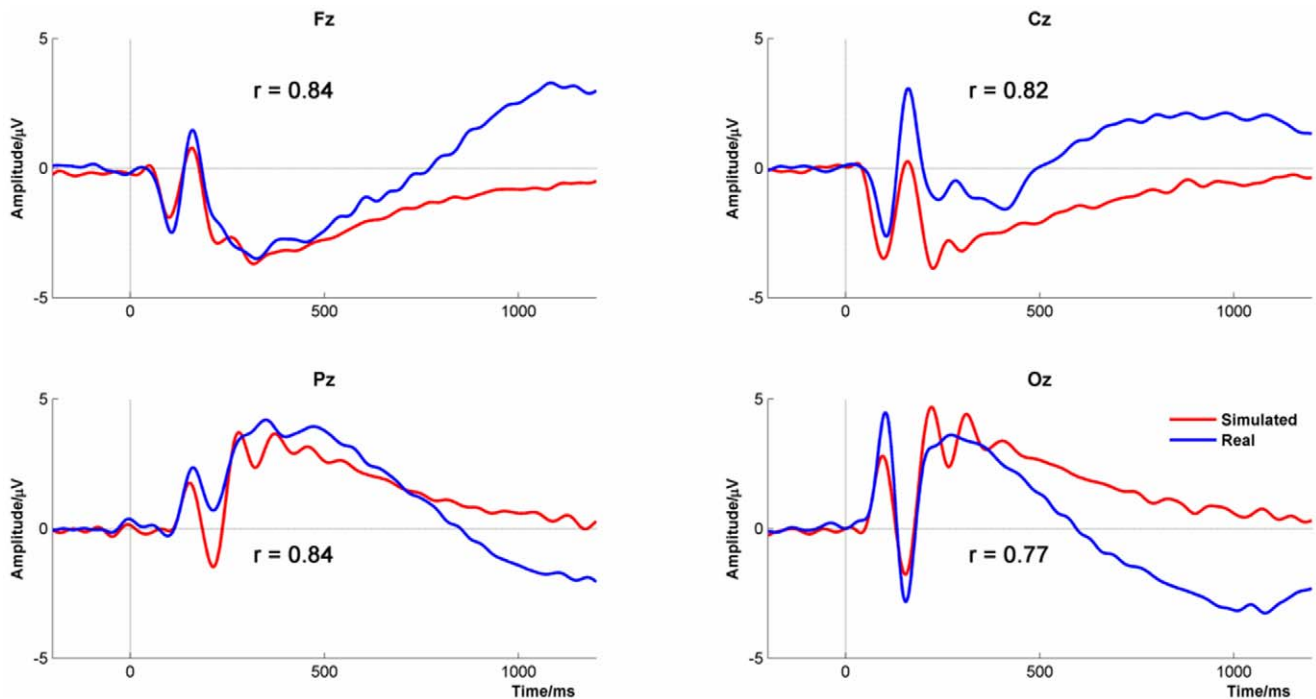 Fz
Cz
5
0
-5
Amplitude/μV
r = 0.84
0
500
1000
5
0
-5
Amplitude/μV
r = 0.82
0
500
1000
Pz
Oz
5
0
-5
Amplitude/μV
r = 0.84
0
500
1000
Time/ms
5
0
-5
Amplitude/μV
Simulated
Real
r = 0.77
0
500
1000
Time/ms